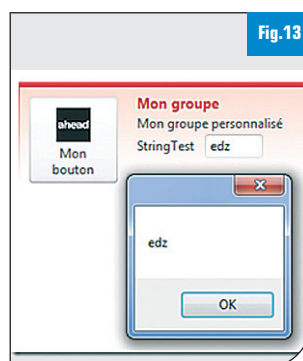 Fig.13
ahead
Mon
bouton
Mon groupe
Mon groupe personnalisé
StringTest edz
edz
OK